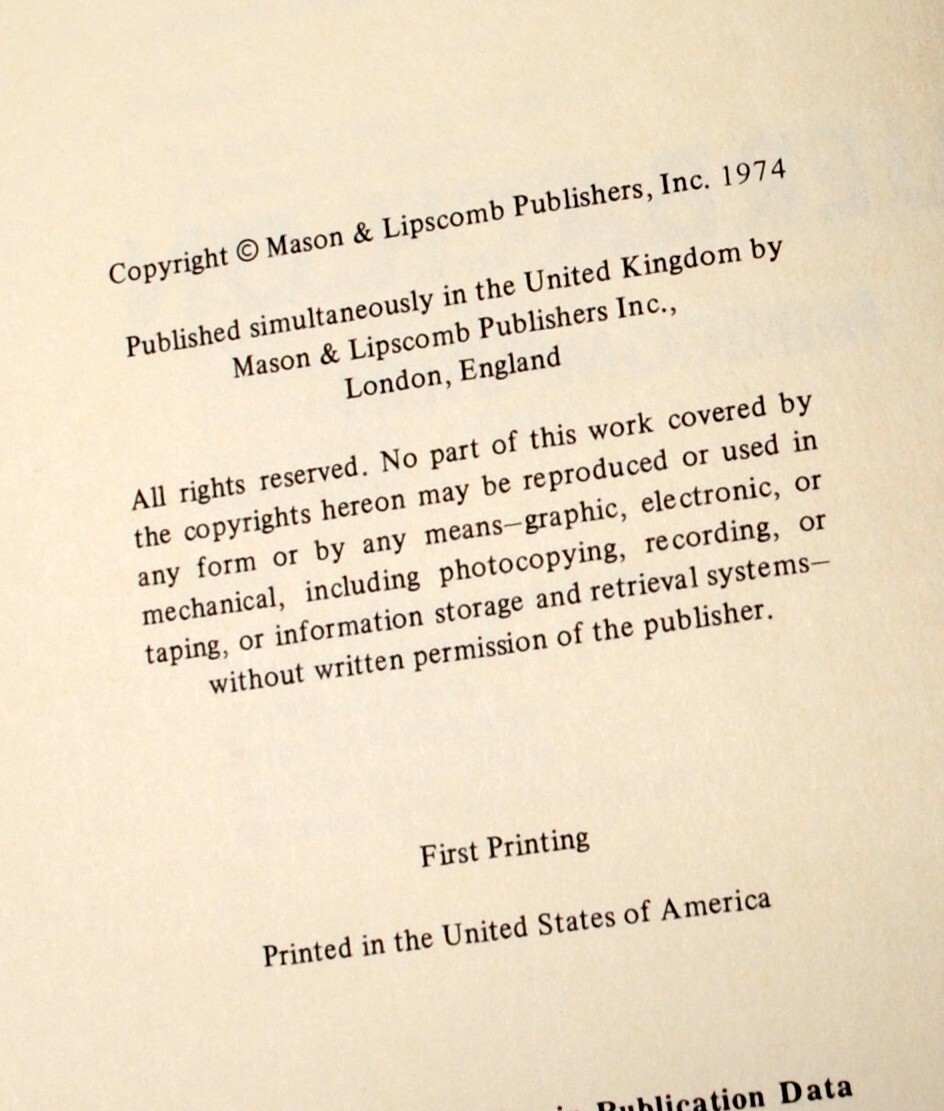 Copyright © Mason & Lipscomb Publishers, Inc. 1974
Published simultaneously in the United Kingdom by
Mason & Lipscomb Publishers Inc.,
London, England
All rights reserved. No part of this work covered by
the copyrights hereon may be reproduced or used in
any form or by any means—graphic, electronic, or
mechanical, including photocopying, recording, or
taping, or information storage and retrieval systems—
without written permission of the publisher.
First Printing
Printed in the United States of America
in Publication Data